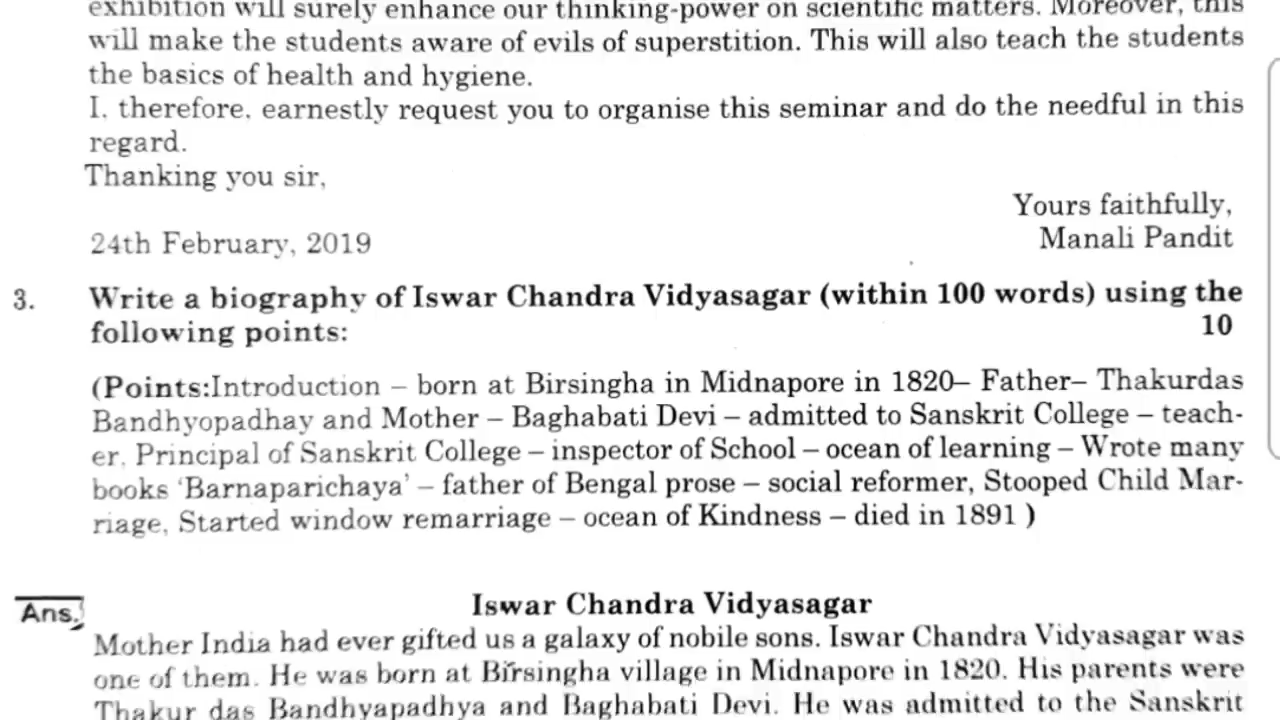 exhibition will surely enhance our thinking-power on scientific matters. Moreover, this
will make the students aware of evils of superstition. This will also teach the students
the basics of health and hygiene.
I, therefore, earnestly request you to organise this seminar and do the needful in this
regard.
Thanking you sir,
Yours faithfully,
24th February, 2019
Manali Pandit
3. Write a biography of Iswar Chandra Vidyasagar (within 100 words) using the
following points: 10
(Points:Introduction – born at Birsingha in Midnapore in 1820– Father– Thakurdas
Bandhyopadhay and Mother – Baghabati Devi – admitted to Sanskrit College – teach-
er, Principal of Sanskrit College – inspector of School – ocean of learning – Wrote many
books ‘Barnaparichaya’ – father of Bengal prose – social reformer, Stooped Child Mar-
riage, Started window remarriage – ocean of Kindness – died in 1891 )
Ans. Iswar Chandra Vidyasagar
Mother India had ever gifted us a galaxy of nobile sons. Iswar Chandra Vidyasagar was
one of them. He was born at Birsingha village in Midnapore in 1820. His parents were
Thakur das Bandhyapadhya and Baghabati Devi. He was admitted to the Sanskrit